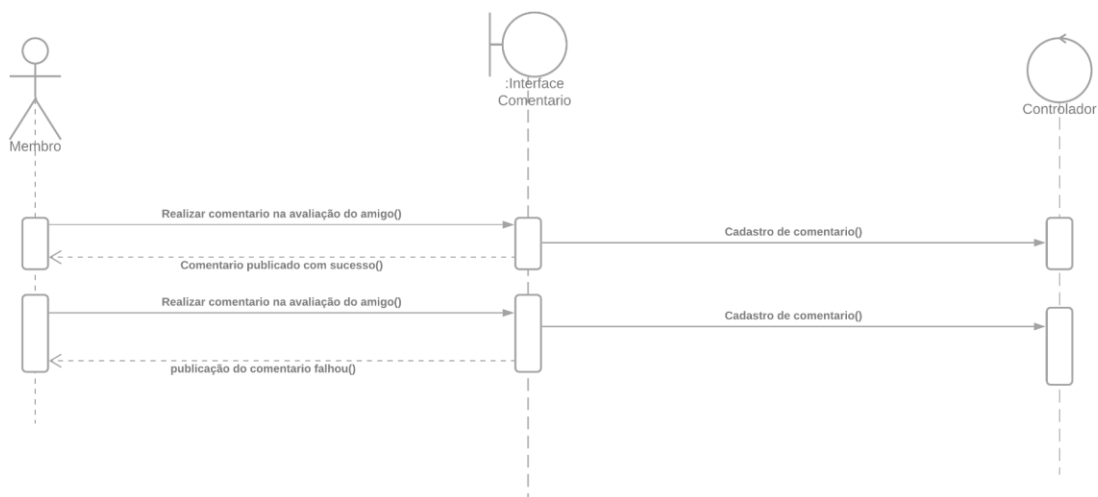 :Interface
Comentario
Controlador
Membro
Realizar comentario na avaliação do amigo()
Cadastro de comentario()
Comentario publicado com sucesso()
Realizar comentario na avaliação do amigo()
Cadastro de comentario()
publicação do comentario falhou()